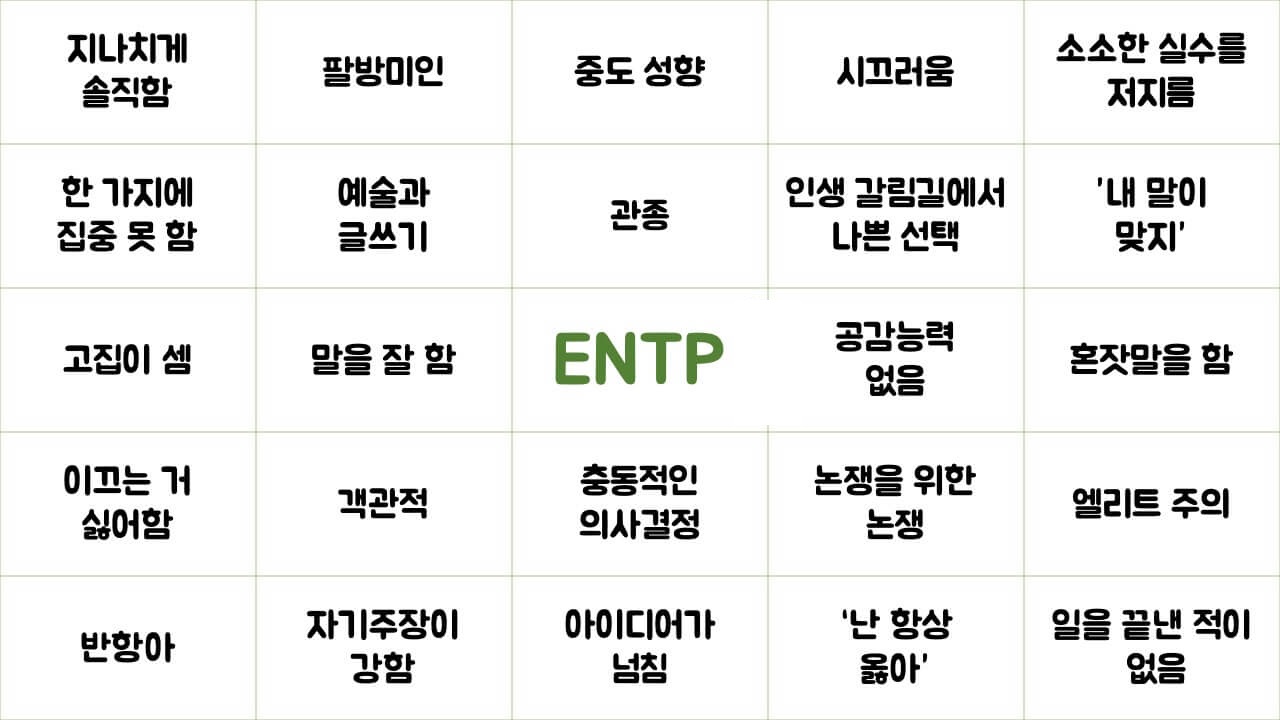 지나치게
솔직함
팔방미인
중도 성향
시끄러움
소소한 실수를
저지름
한 가지에
집중 못 함
예술과
글쓰기
관종
인생 갈림길에서
나쁜 선택
'내 말이
맞지'
고집이 셈
말을 잘 함
ENTP
공감능력
없음
혼잣말을 함
이끄는 거
싫어함
객관적
충동적인
의사결정
논쟁을 위한
논쟁
엘리트 주의
반항아
자기주장이
강함
아이디어가
넘침
‘난 항상
옳아’
일을 끝낸 적이
없음